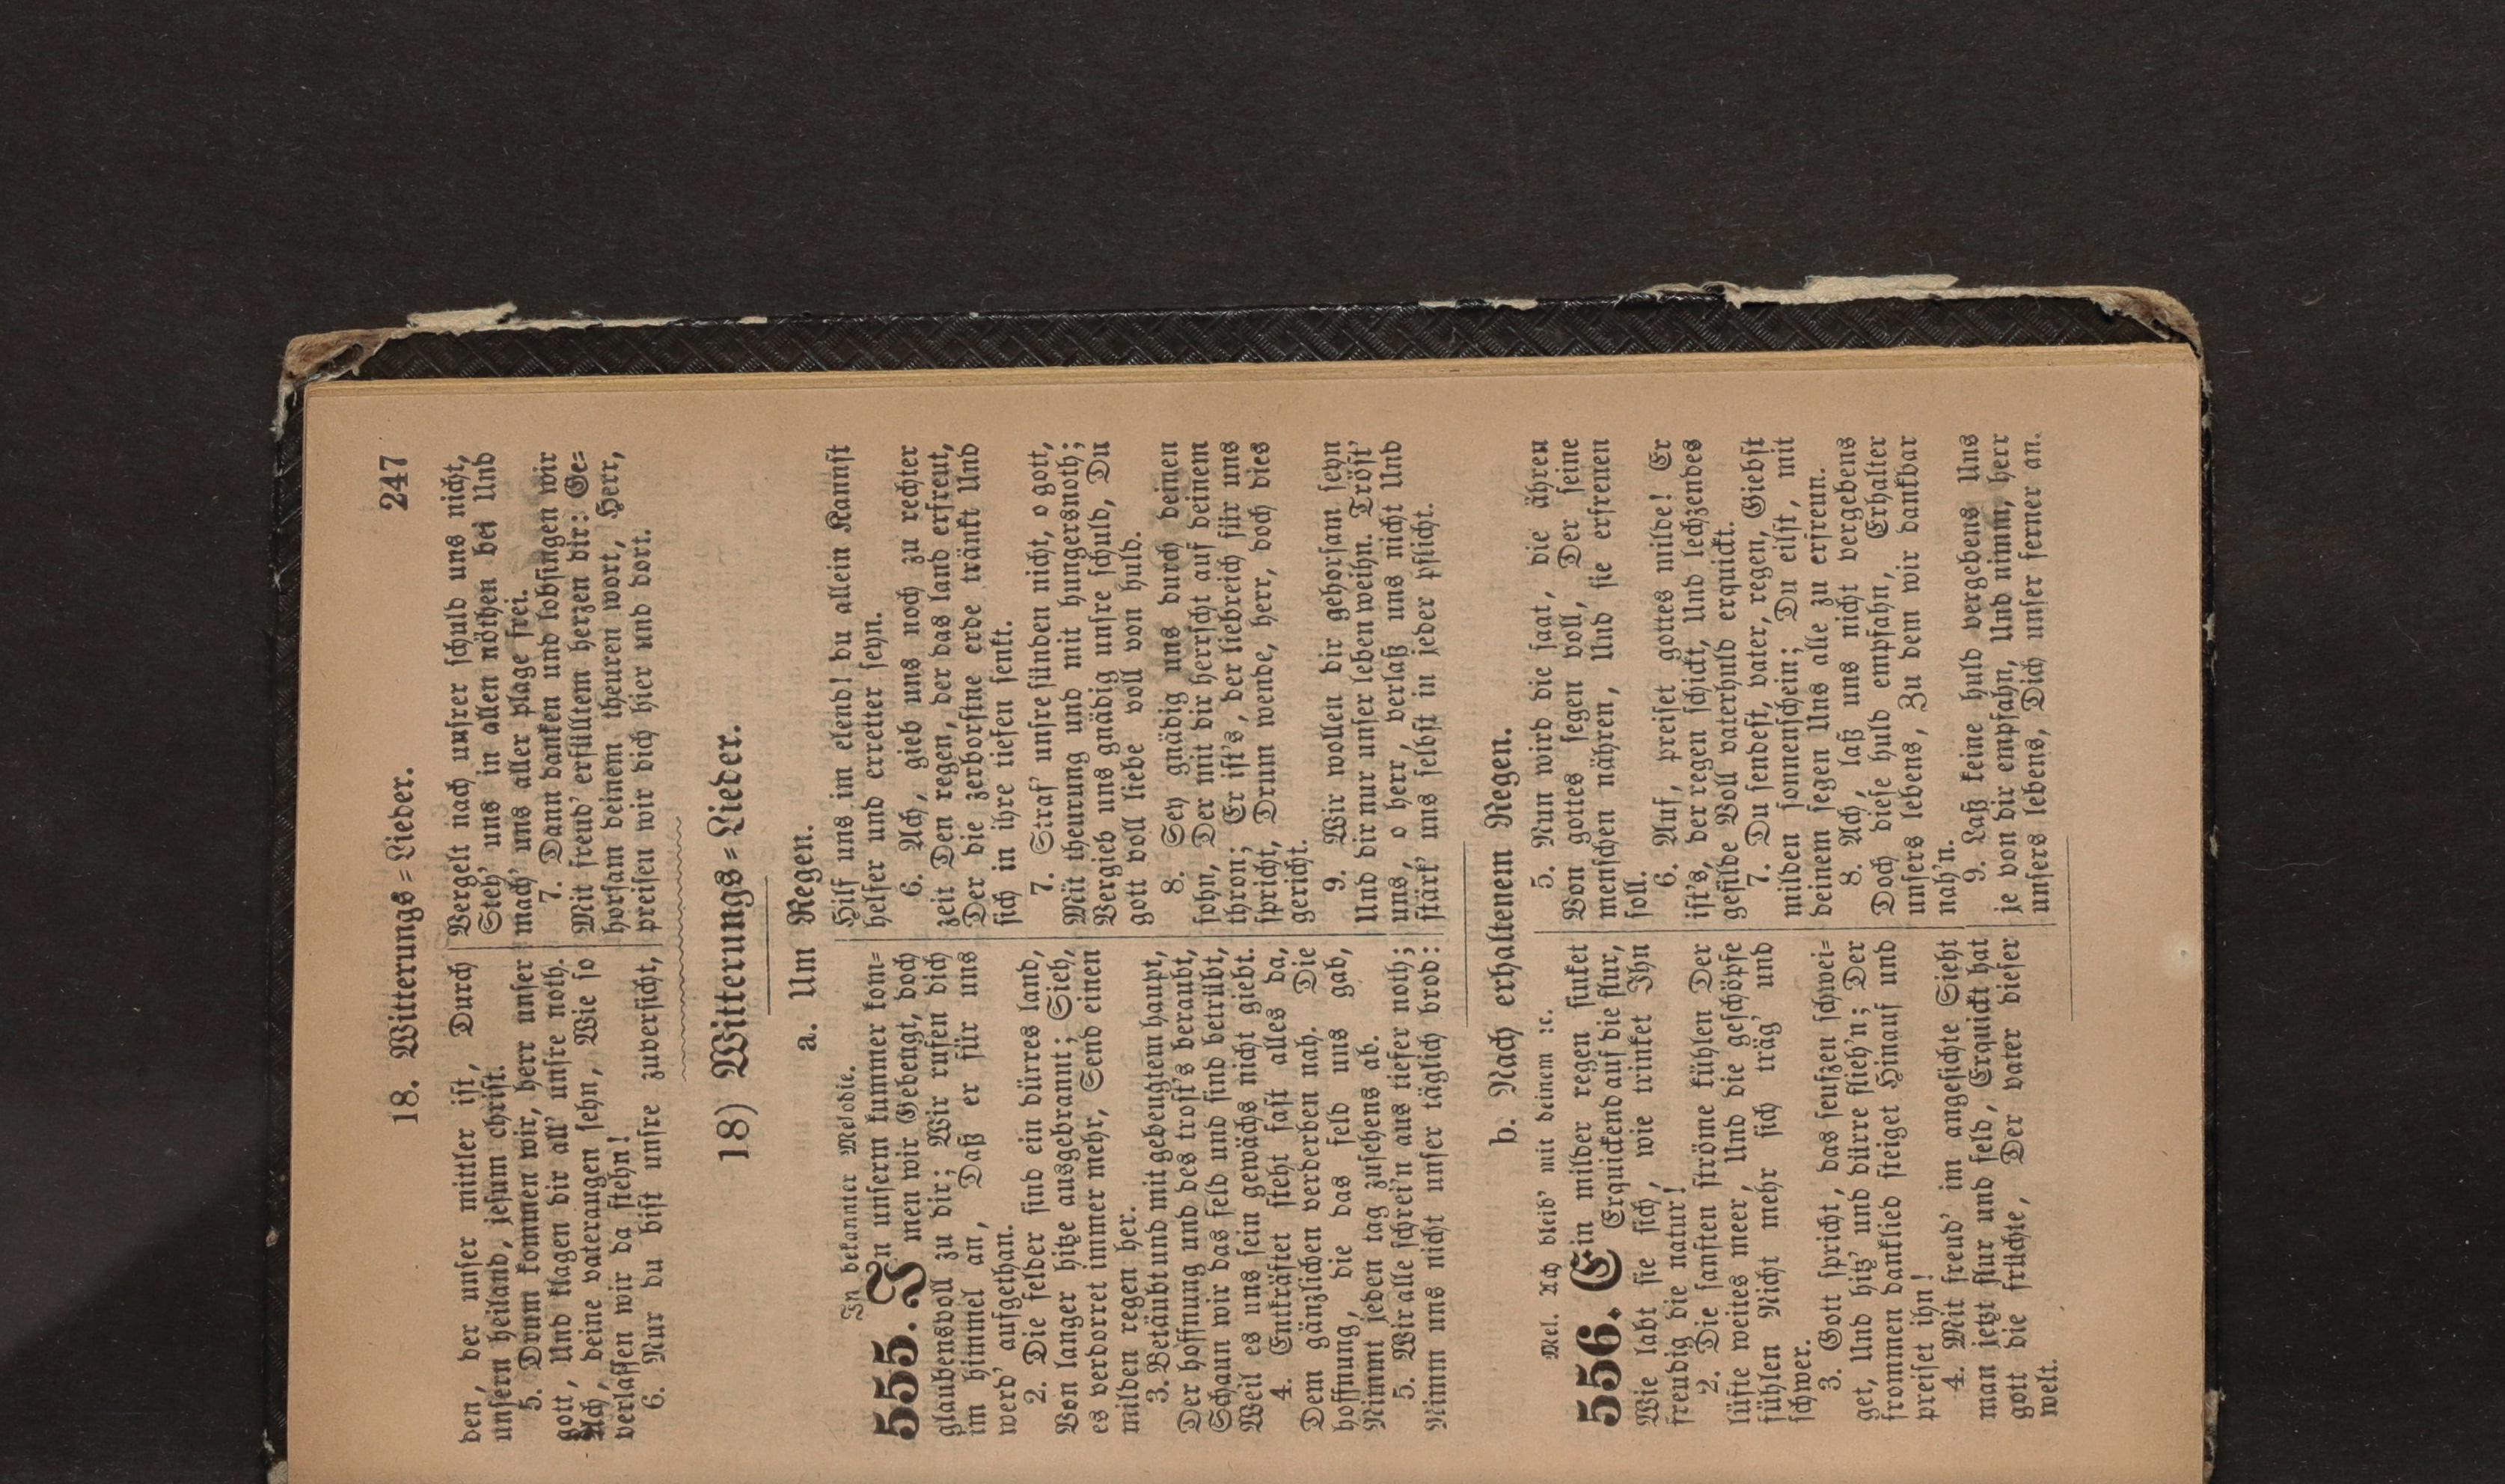 18. Witterungs=Lieder. 247
den, der unser mittler ist, Durch
unsern heiland, jesum christ.
5. Drum kommen wir, herr unser
gott, Und klagen dir all' unsre noth.
Ach, deine vateraugen sehn, Wie so
verlassen wir da stehn!
6. Nur du bist unsre zuversicht,
Vergelt nach unsrer schuld uns nicht,
Steh' uns in allen nöthen bei Und
mach' uns aller plage frei.
7. Dann danken und lobsingen wir
Mit freud' erfülltem herzen dir: Ge=
horsam deinem theuren wort, Herr,
preisen wir dich hier und dort.
18) Witterungs=Lieder.
a. Um Regen.
In bekannter Melodie.
555. In unserm kummer kom=
men wir Gebeugt, doch
glaubensvoll zu dir; Wir rufen dich
im himmel an, Daß er für uns
werd' aufgethan.
2. Die felder sind ein dürres land,
Von langer hitze ausgebrannt; Sieh,
es verdorret immer mehr, Send einen
milden regen her.
3. Betäubt und mit gebeugtem haupt,
Der hoffnung und des trost's beraubt,
Schaun wir das feld und sind betrübt,
Weil es uns sein gewächs nicht giebt.
4. Entkräftet steht fast alles da,
Dem gänzlichen verderben nah. Die
hoffnung, die das feld uns gab,
Nimmt jeden tag zusehens ab.
5. Wir alle schrei'n aus tiefer noth;
Nimm uns nicht unser täglich brod:
Hilf uns im elend! du allein Kannst
helfer und erretter seyn.
6. Ach, gieb uns noch zu rechter
zeit Den regen, der das land erfreut,
Der die zerborstne erde tränkt Und
sich in ihre tiefen senkt.
7. Straf' unsre sünden nicht, o gott,
Mit theurung und mit hungersnoth;
Vergieb uns gnädig unsre schuld, Du
gott voll liebe voll von huld.
8. Sey gnädig uns durch deinen
sohn, Der mit dir herrscht auf deinem
thron; Er ist's, der liebreich für uns
spricht, Drum wende, herr, doch dies
gericht.
9. Wir wollen dir gehorsam seyn
Und dir nur unser leben weihn. Tröst'
uns, o herr, verlaß uns nicht Und
stärk' uns selbst in jeder pflicht.
b. Nach erhaltenem Regen.
Mel. Ach bleib' mit deinem ꝛc.
556. Ein milder regen sinket
Erquickend auf die flur,
Wie labt sie sich, wie trinket Ihn
freudig die natur!
2. Die sanften ströme kühlen Der
lüfte weites meer, Und die geschöpfe
fühlen Nicht mehr sich träg' und
schwer.
3. Gott spricht, das seufzen schwei=
get, Und hitz' und dürre flieh'n; Der
frommen danklied steiget Hinauf und
preiset ihn!
4. Mit freud' im angesichte Sieht
man jetzt flur und feld, Erquickt hat
gott die früchte, Der vater dieser
welt.
5. Nun wird die saat, die ähren
Von gottes segen voll, Der seine
menschen nähren, Und sie erfreuen
soll.
6. Auf, preiset gottes milde! Er
ist's, der regen schickt, Und lechzendes
gefilde Voll vaterhuld erquickt.
7. Du sendest, vater, regen, Giebst
milden sonnenschein; Du eilst, mit
deinem segen Uns alle zu erfreun.
8. Ach, laß uns nicht vergebens
Doch diese huld empfahn, Erhalter
unsers lebens, Zu dem wir dankbar
nah'n.
9. Laß keine huld vergebens Uns
je von dir empfahn, Und nimm, herr
unsers lebens, Dich unser ferner an.